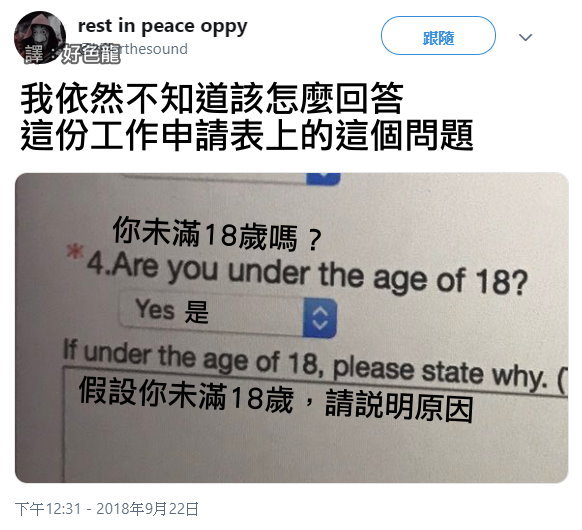 rest in peace oppy
譯：好色龍
thesound
跟隨
我依然不知道該怎麼回答
這份工作申請表上的這個問題
你未滿18歲嗎？
*4.Are you under the age of 18?
Yes 是
If under the age of 18, please state why. (
假設你未滿18歲，請說明原因
下午12:31 - 2018年9月22日